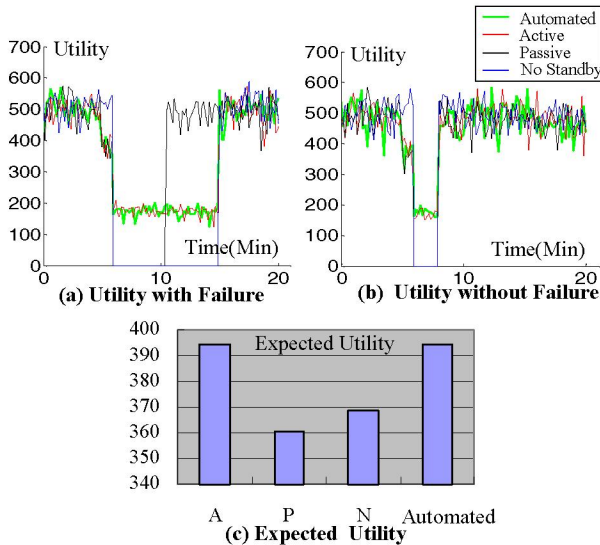 Utility
700
600
500
400
300
200
100
0
0
10
20
Time(Min)
(a) Utility with Failure
Utility
700
600
500
400
300
200
100
0
0
10
20
Time(Min)
(b) Utility without Failure
Automated
Active
Passive
No Standby
Expected Utility
400
390
380
370
360
350
340
A
P
N
Automated
(c) Expected Utility